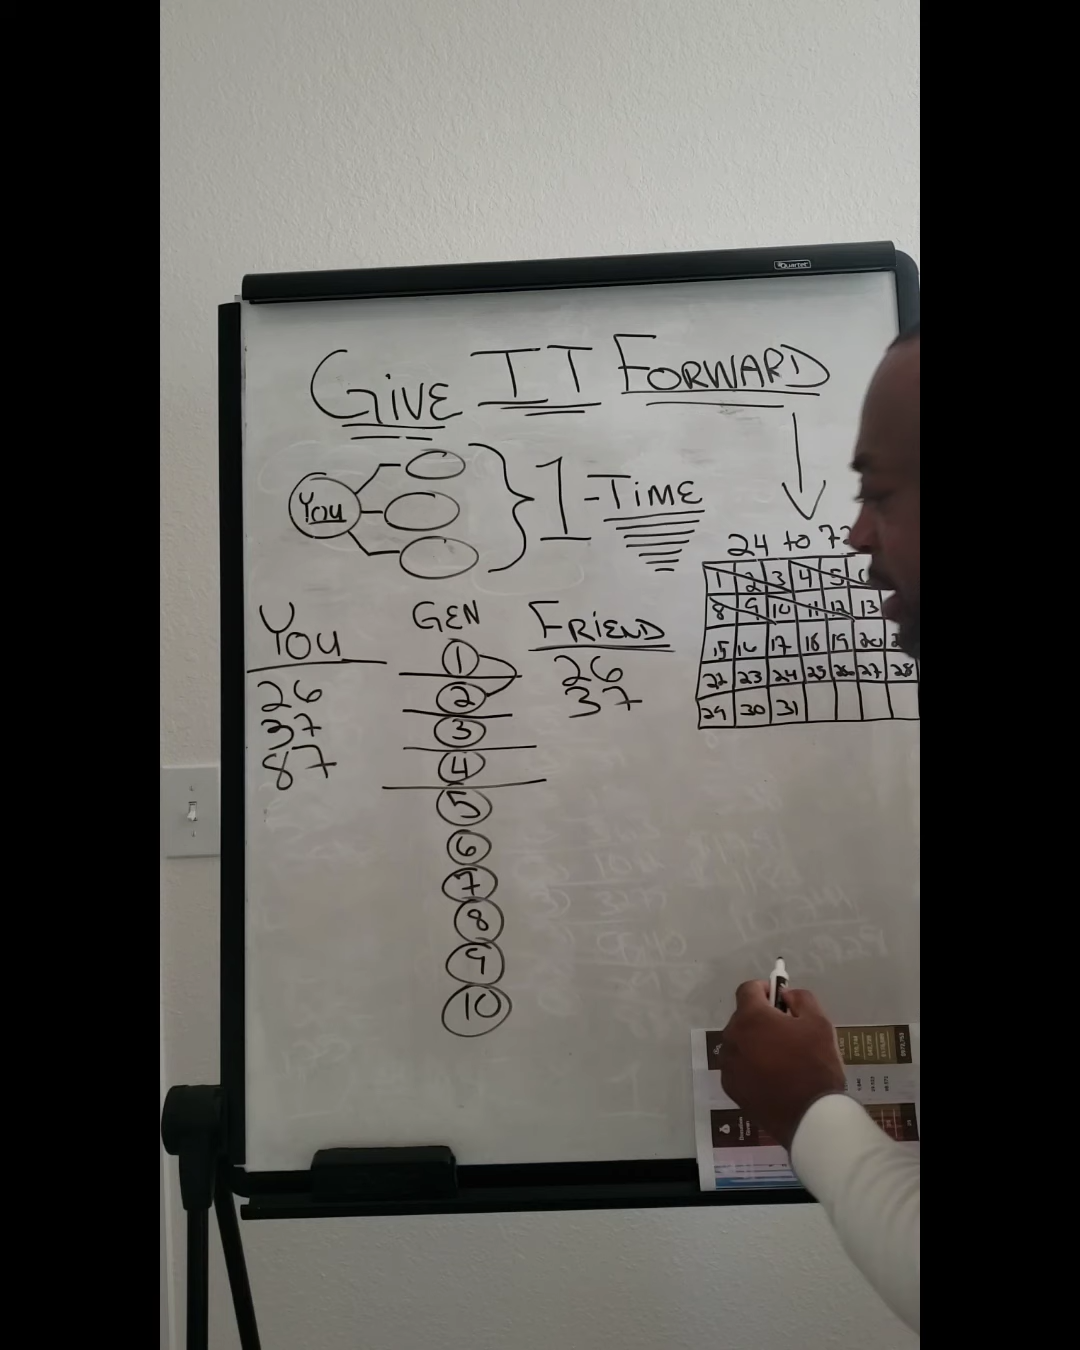 Quartet
GIVE IT FORWARD
You
1-TIME
24 to 72
1 2 3 4 5
8 9 10 11 12 13
15 16 17 18 19 20
22 23 24 25 26 27 28
29 30 31
YOU
26
37
87
GEN
1
2
3
4
5
6
7
8
9
10
FRIEND
26
37